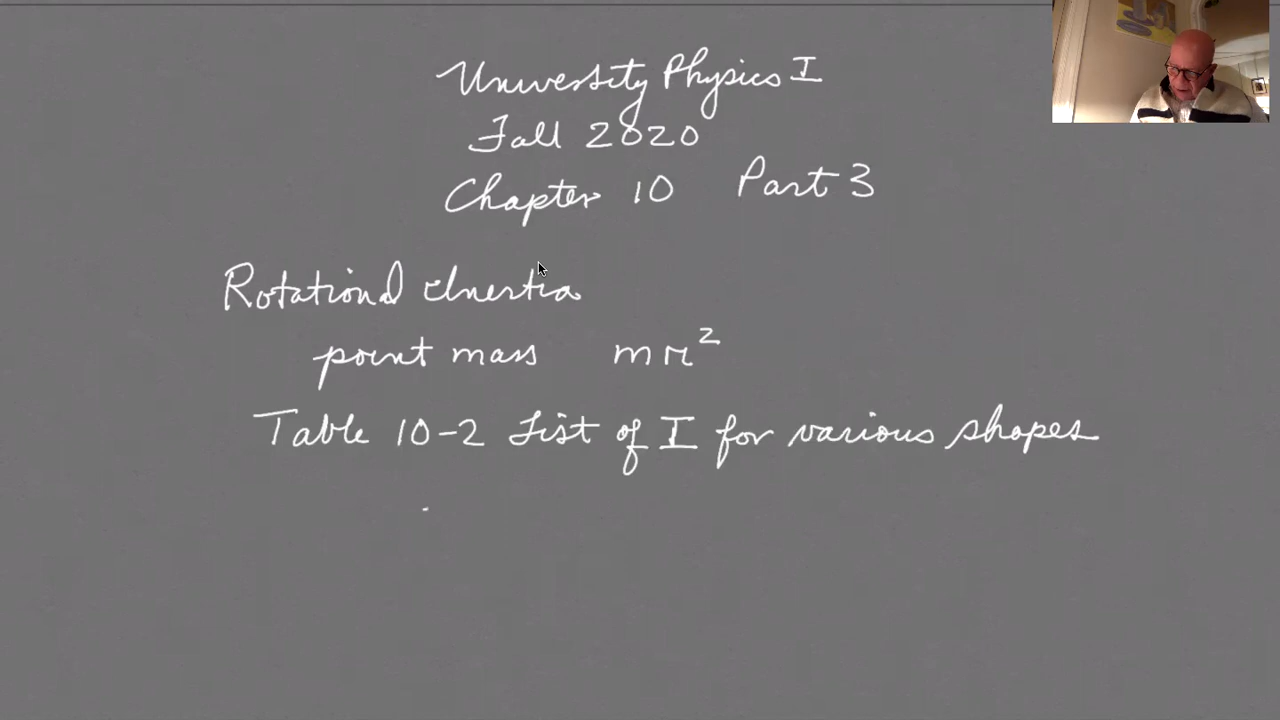 University Physics I
Fall 2020
Chapter 10 Part 3
Rotational Inertia
point mass mr²
Table 10-2 List of I for various shapes